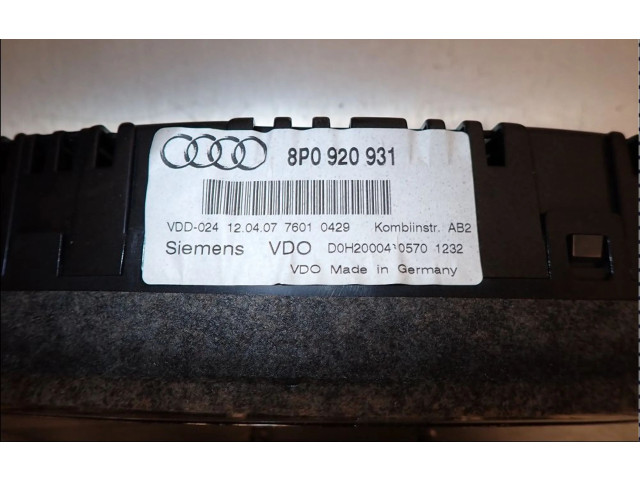 8P0 920 931
VDD-024 12.04.07 7601 0429 Kombiinstr. AB2
Siemens VDO 1232
VDO Made in Germany